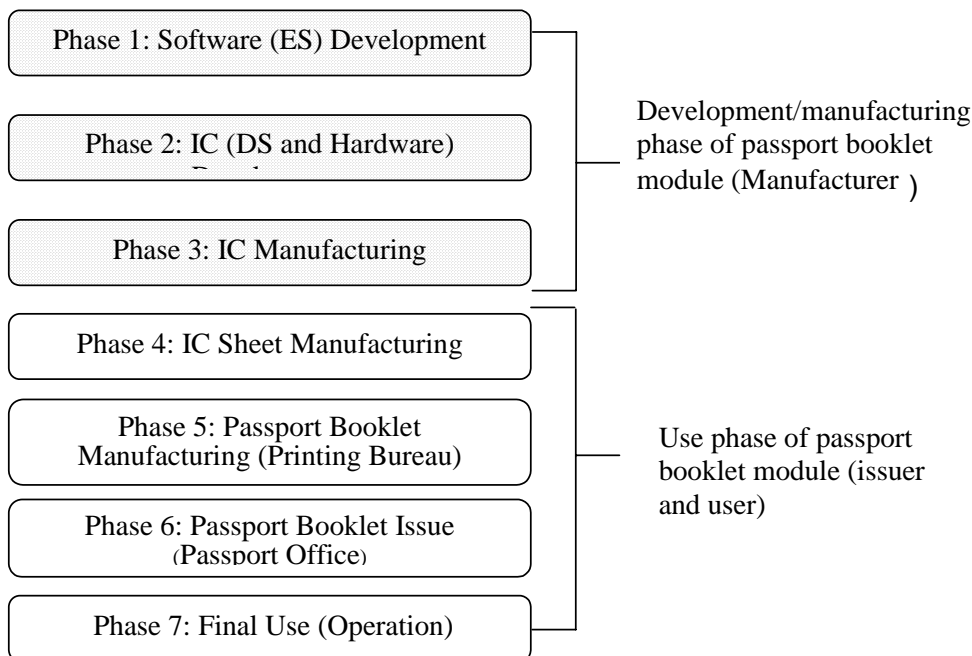 Phase 1: Software (ES) Development
Phase 2: IC (DS and Hardware)
Phase 3: IC Manufacturing
Development/manufacturing
phase of passport booklet
module (Manufacturer )
Phase 4: IC Sheet Manufacturing
Phase 5: Passport Booklet
Manufacturing (Printing Bureau)
Phase 6: Passport Booklet Issue
(Passport Office)
Phase 7: Final Use (Operation)
Use phase of passport
booklet module (issuer
and user)